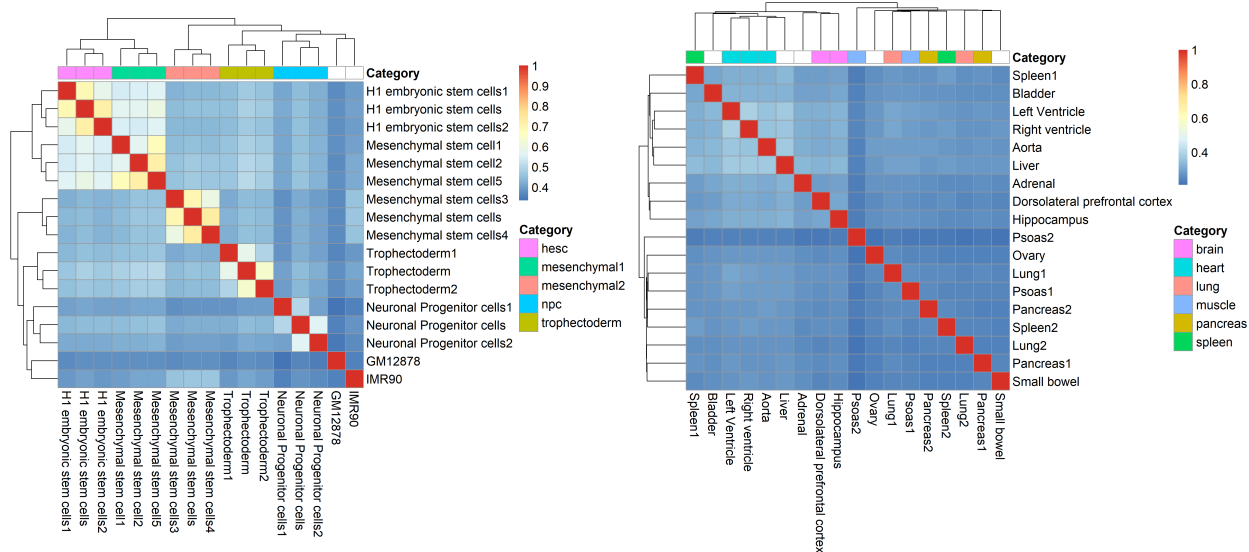 Category
H1 embryonic stem cells1
H1 embryonic stem cells
H1 embryonic stem cells2
Mesenchymal stem cell1
Mesenchymal stem cell2
Mesenchymal stem cell5
Mesenchymal stem cells3
Mesenchymal stem cells
Mesenchymal stem cells4
Trophectoderm1
Trophectoderm
Trophectoderm2
Neuronal Progenitor cells1
Neuronal Progenitor cells
Neuronal Progenitor cells2
GM12878
IMR90
H1 embryonic stem cells1
H1 embryonic stem cells
H1 embryonic stem cells2
Mesenchymal stem cell1
Mesenchymal stem cell2
Mesenchymal stem cell5
Mesenchymal stem cells3
Mesenchymal stem cells
Mesenchymal stem cells4
Trophectoderm1
Trophectoderm
Trophectoderm2
Neuronal Progenitor cells1
Neuronal Progenitor cells
Neuronal Progenitor cells2
GM12878
IMR90
1
0.9
0.8
0.7
0.6
0.5
0.4
Category
hesc
mesenchymal1
mesenchymal2
npc
trophectoderm
Category
Spleen1
Bladder
Left Ventricle
Right ventricle
Aorta
Liver
Adrenal
Dorsolateral prefrontal cortex
Hippocampus
Psoas2
Ovary
Lung1
Psoas1
Pancreas2
Spleen2
Lung2
Pancreas1
Small bowel
Spleen1
Bladder
Left Ventricle
Right ventricle
Aorta
Liver
Adrenal
Dorsolateral prefrontal cortex
Hippocampus
Psoas2
Ovary
Lung1
Psoas1
Pancreas2
Spleen2
Lung2
Pancreas1
Small bowel
1
0.8
0.6
0.4
Category
brain
heart
lung
muscle
pancreas
spleen